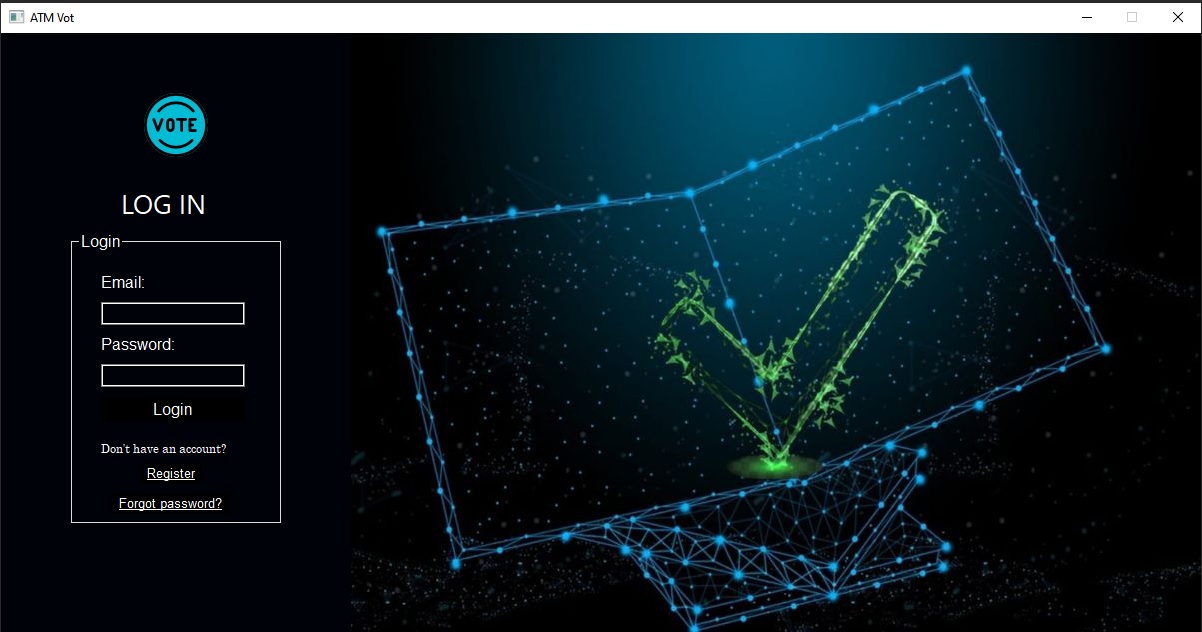 ATM Vot
VOTE
LOG IN
Login
Email:
Password:
Login
Don't have an account?
Register
Forgot password?